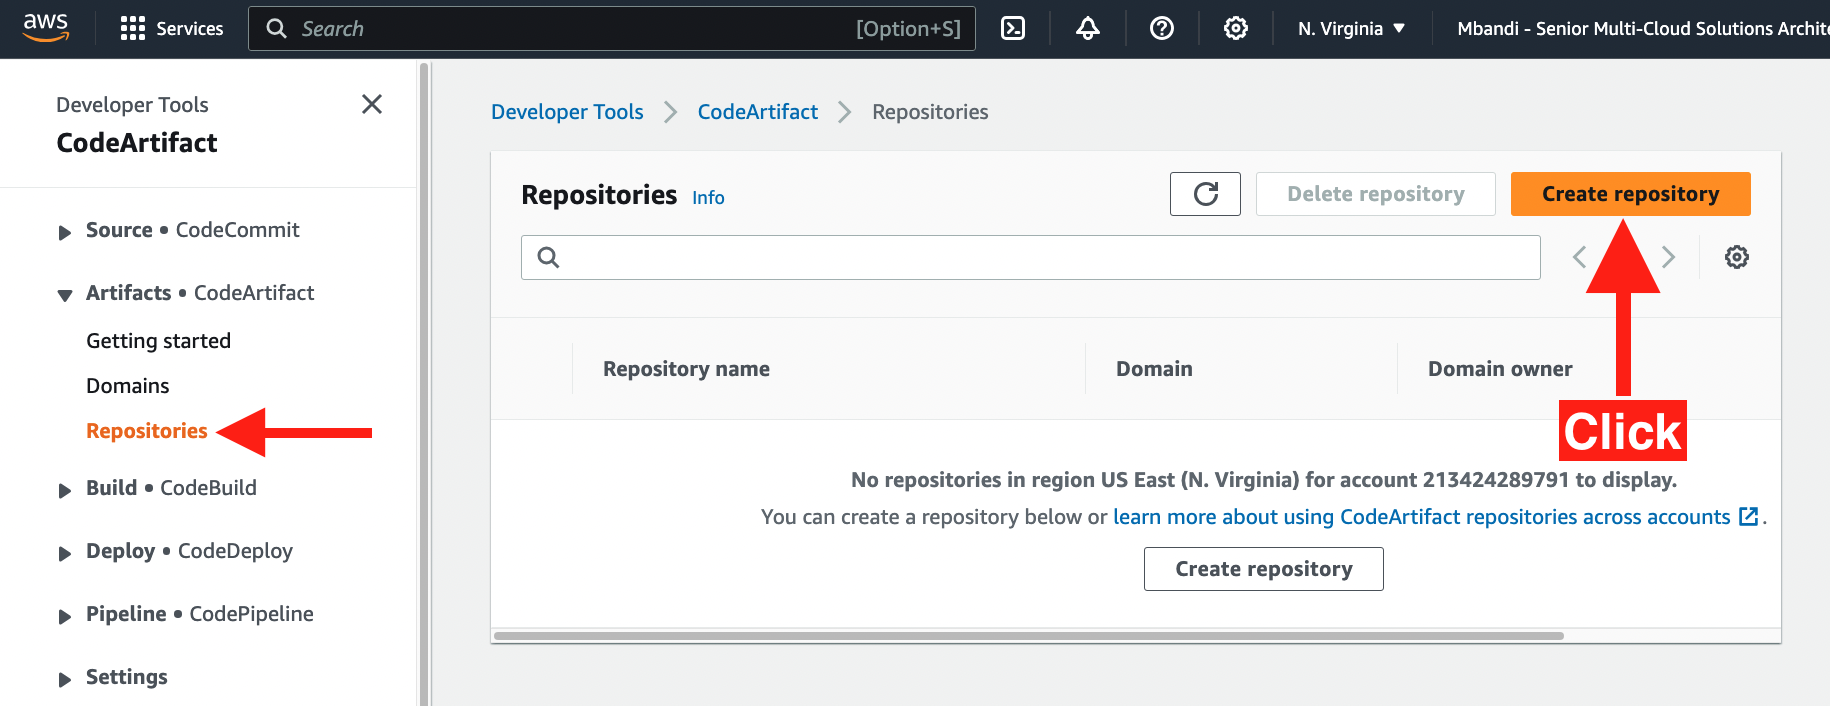 aws
Services
Search [Option+S]
N. Virginia
Mbandi - Senior Multi-Cloud Solutions Archite
Developer Tools
CodeArtifact
Source • CodeCommit
Artifacts • CodeArtifact
Getting started
Domains
Repositories
Build • CodeBuild
Deploy • CodeDeploy
Pipeline • CodePipeline
Settings
Developer Tools > CodeArtifact > Repositories
Repositories Info
Delete repository
Create repository
Repository name Domain Domain owner
Click
No repositories in region US East (N. Virginia) for account 213424289791 to display.
You can create a repository below or learn more about using CodeArtifact repositories across accounts .
Create repository